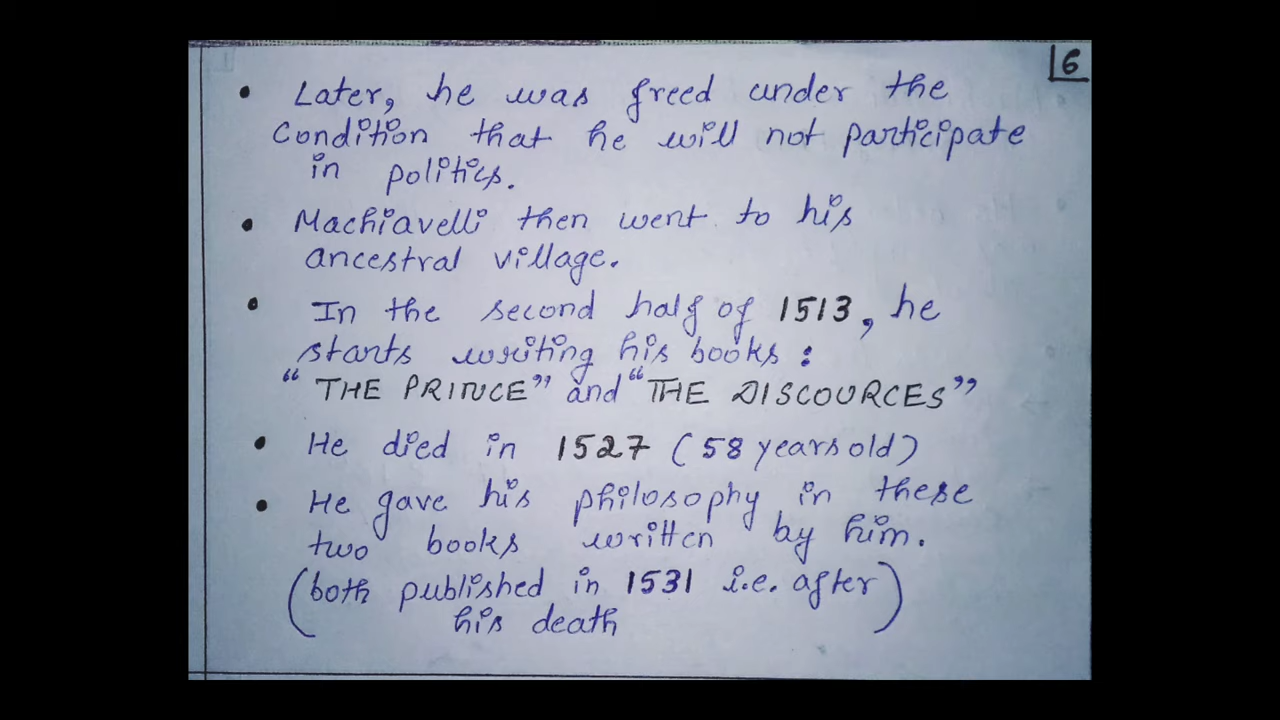 6
• Later, he was freed under the
condition that he will not participate
in politics.
• Machiavelli then went to his
ancestral village.
• In the second half of 1513, he
starts writing his books :
“THE PRINCE” and “THE DISCOURCES”
• He died in 1527 (58 years old)
• He gave his philosophy in these
two books written by him.
(both published in 1531 i.e. after
his death)